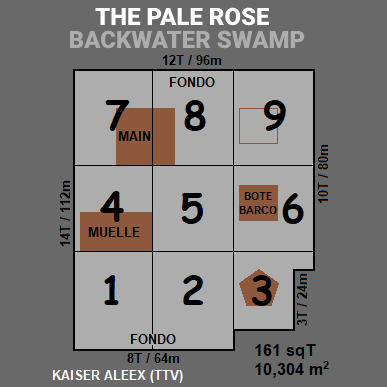 THE PALE ROSE
BACKWATER SWAMP
12T / 96m
FONDO
7
8
9
MAIN
10T / 80m
14T / 112m
4
5
6
BOTE
BARCO
MUELLE
1
2
3
3T / 24m
FONDO
8T / 64m
161 sqT
10,304 m²
KAISER ALEEX (TTV)